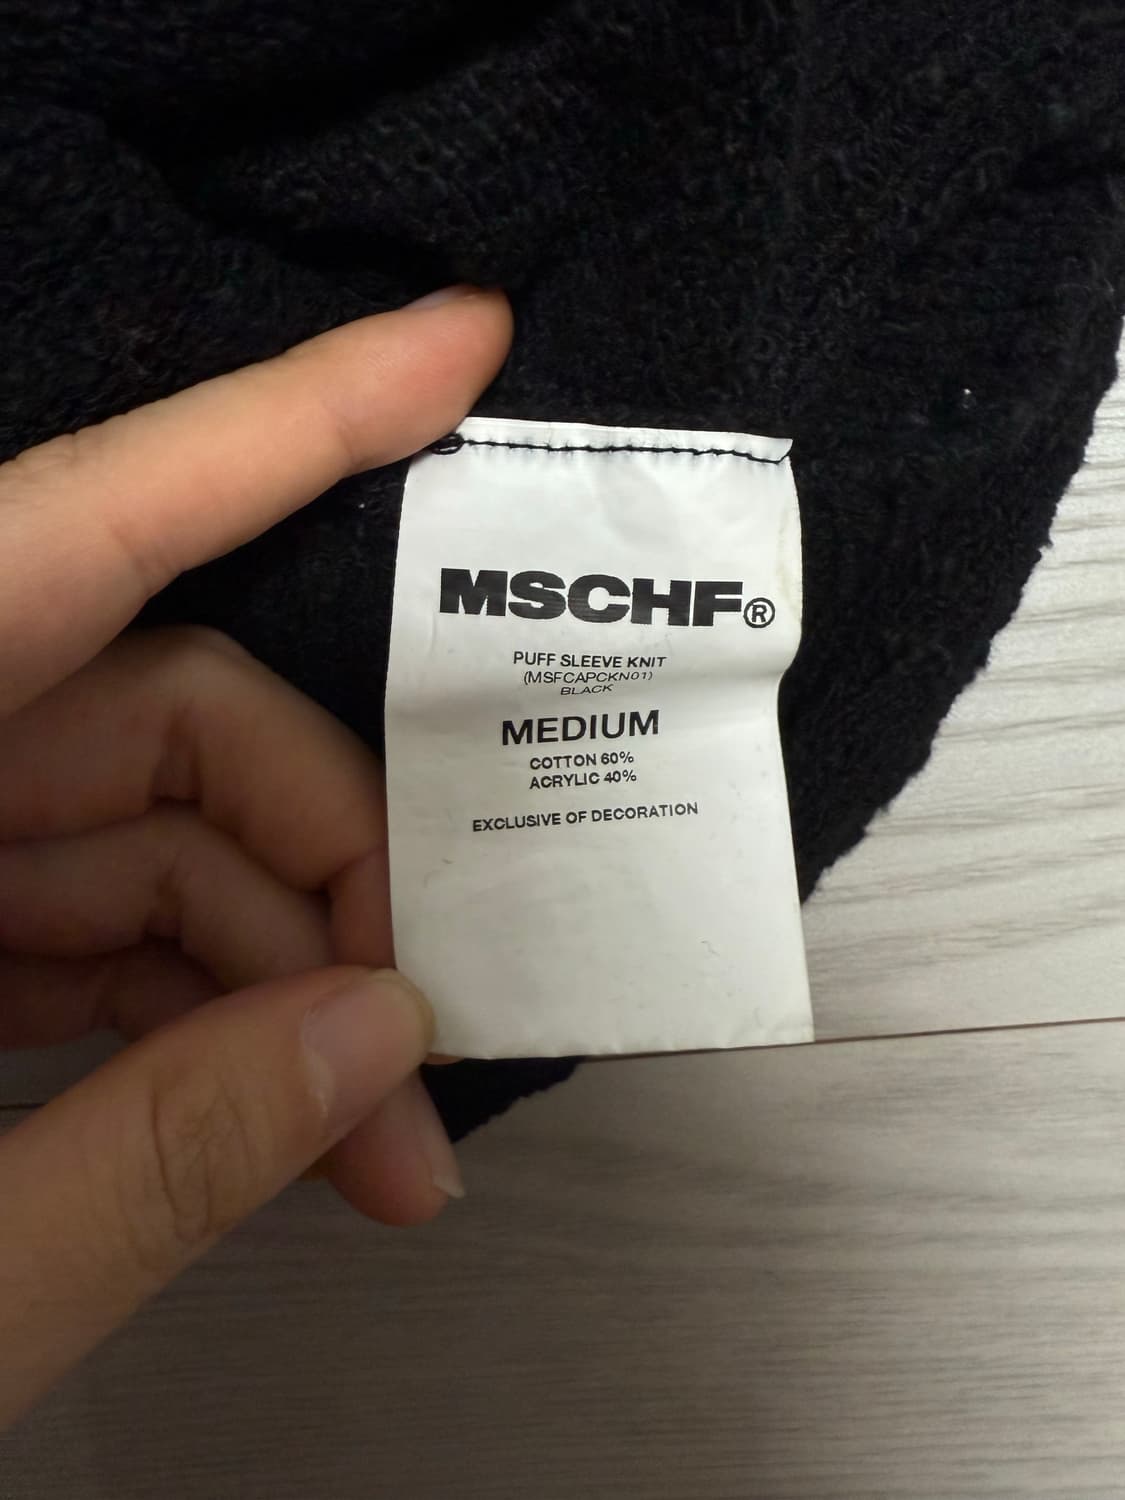 MSCHF®
PUFF SLEEVE KNIT
(MSFCAPCKN01)
BLACK
MEDIUM
COTTON 60%
ACRYLIC 40%
EXCLUSIVE OF DECORATION